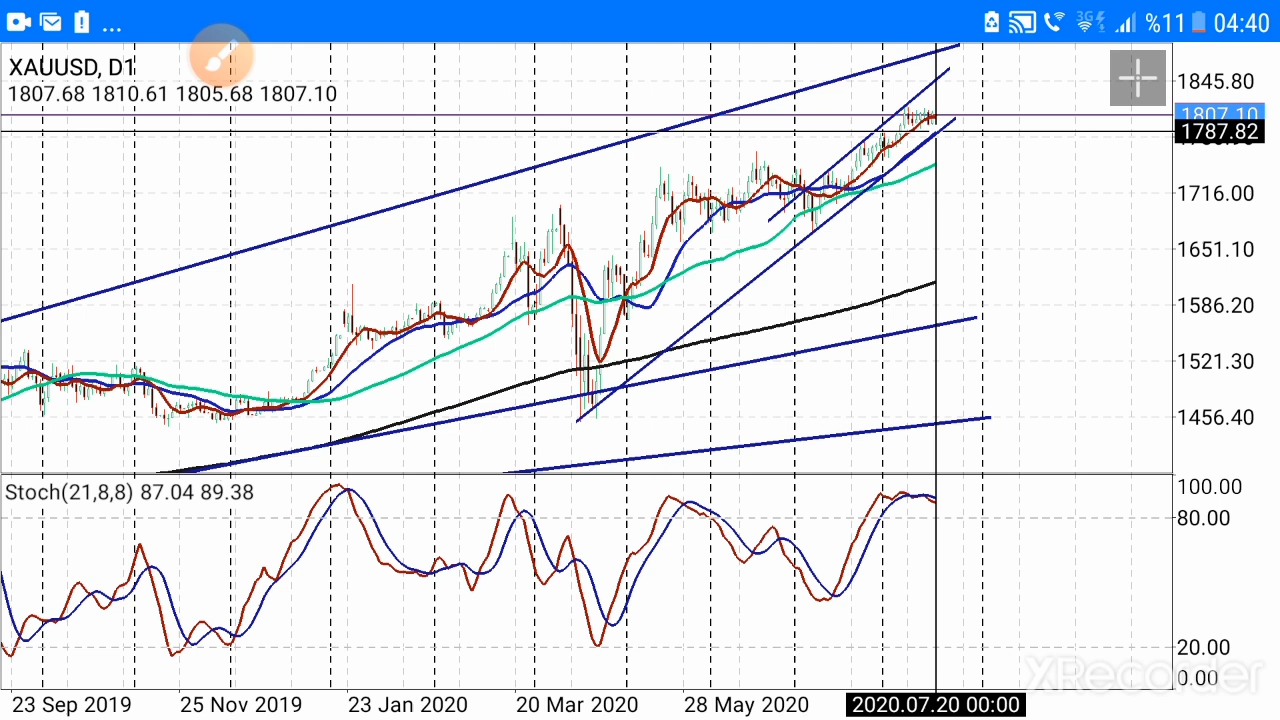 ... 3G %11 04:40
XAUUSD, D1
1807.68 1810.61 1805.68 1807.10
1845.80
1807.10
1787.82
1716.00
1651.10
1586.20
1521.30
1456.40
Stoch(21,8,8) 87.04 89.38
100.00
80.00
20.00
0.00
XRecorder
23 Sep 2019 25 Nov 2019 23 Jan 2020 20 Mar 2020 28 May 2020 2020.07.20 00:00